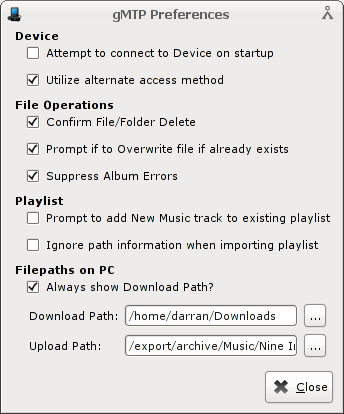 gMTP Preferences
Device
Attempt to connect to Device on startup
Utilize alternate access method
File Operations
Confirm File/Folder Delete
Prompt if to Overwrite file if already exists
Suppress Album Errors
Playlist
Prompt to add New Music track to existing playlist
Ignore path information when importing playlist
Filepaths on PC
Always show Download Path?
Download Path: /home/darran/Downloads ...
Upload Path: /export/archive/Music/Nine In ...
Close